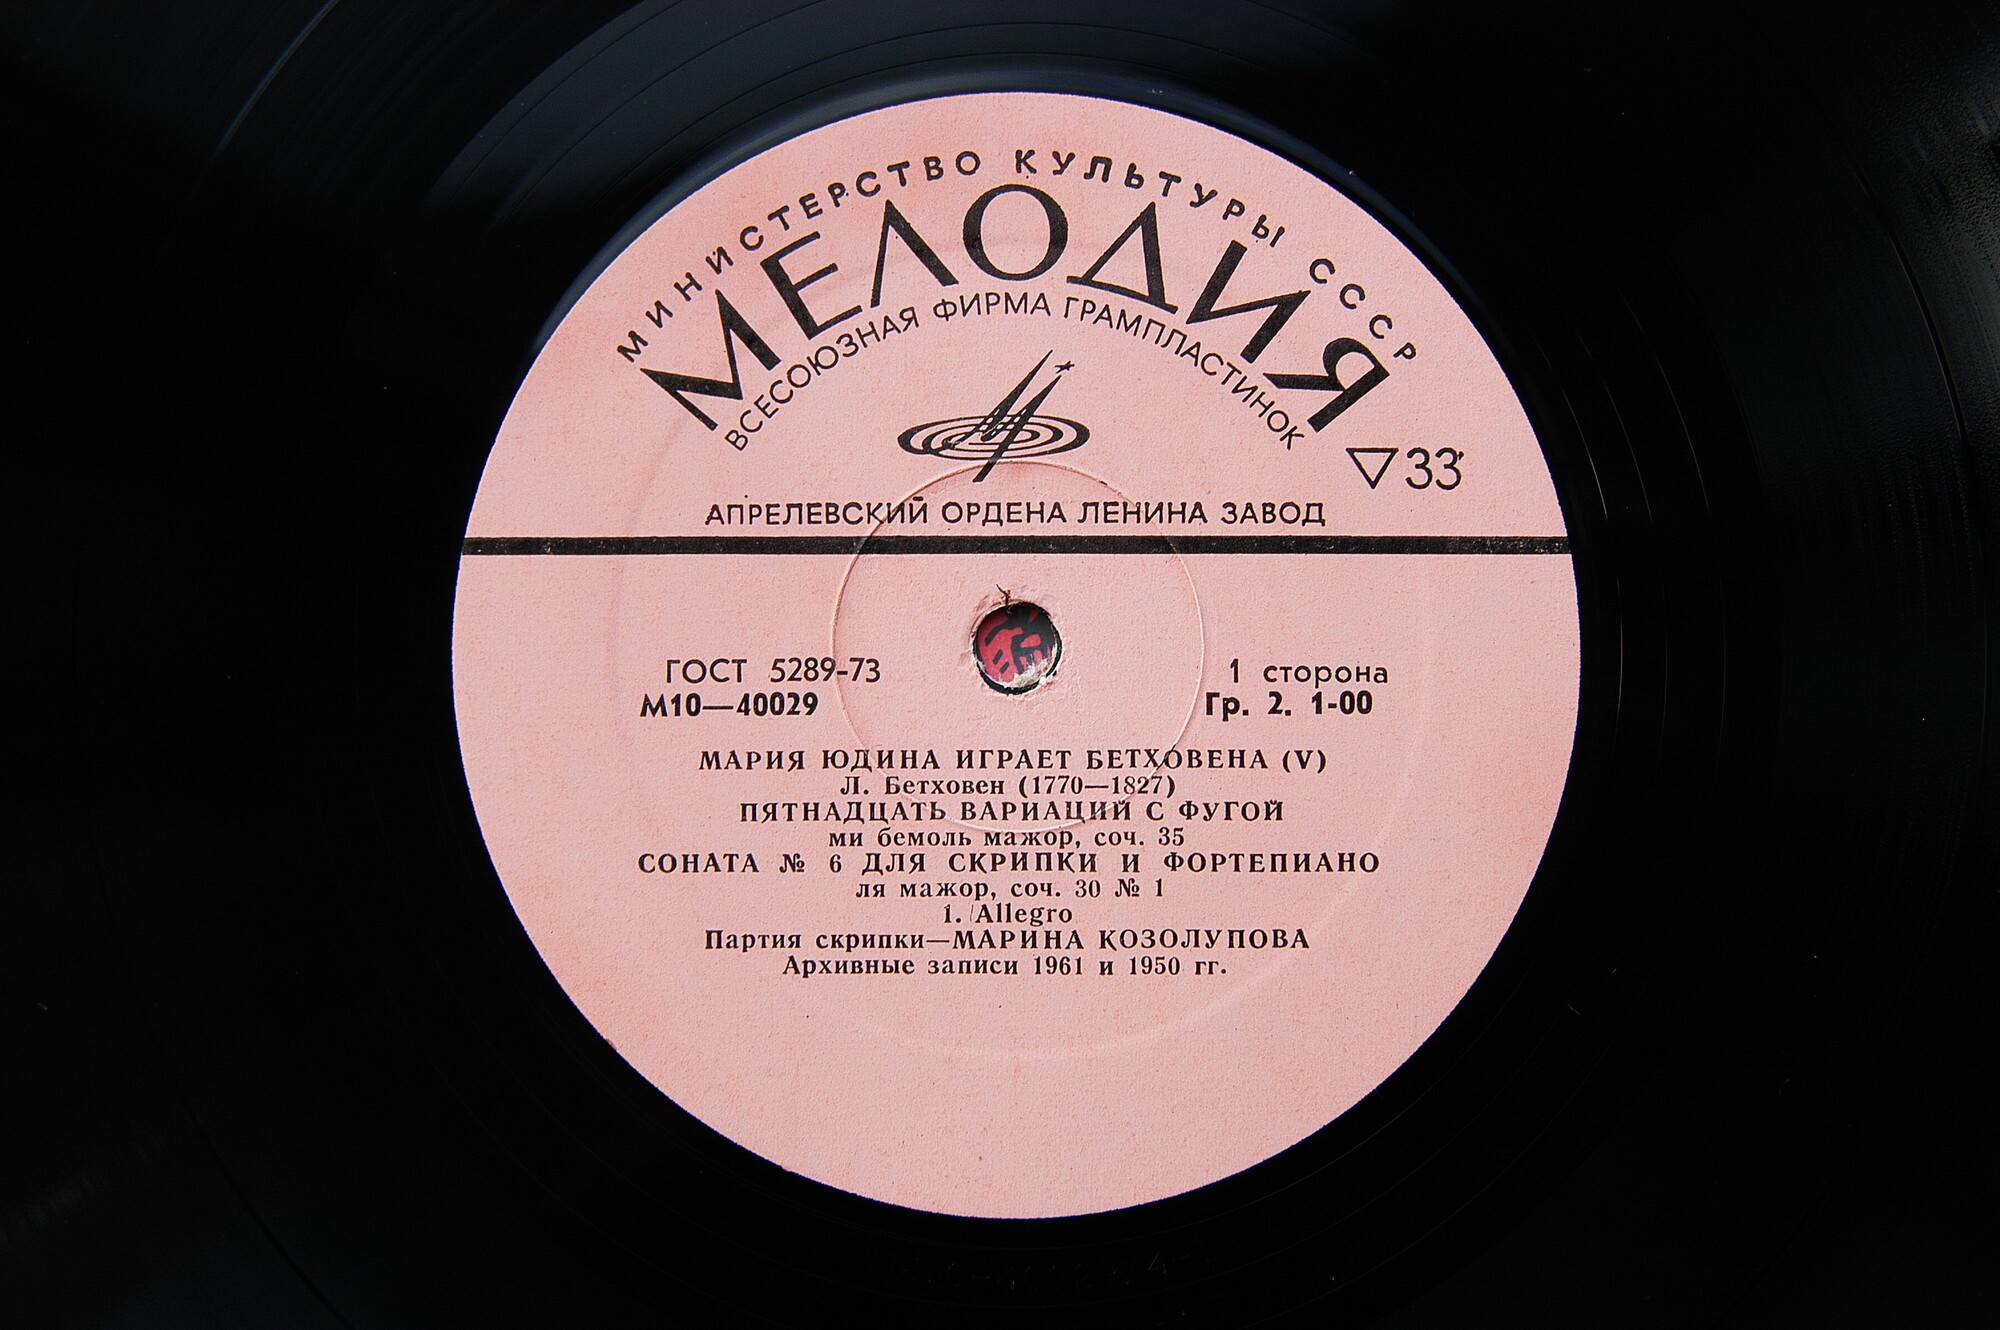 МИНИСТЕРСТВО КУЛЬТУРЫ СССР
МЕЛОДИЯ
ВСЕСОЮЗНАЯ ФИРМА ГРАМПЛАСТИНОК
▽33
АПРЕЛЕВСКИЙ ОРДЕНА ЛЕНИНА ЗАВОД
ГОСТ 5289-73
1 сторона
М10—40029
Гр. 2. 1-00
МАРИЯ ЮДИНА ИГРАЕТ БЕТХОВЕНА (V)
Л. Бетховен (1770—1827)
ПЯТНАДЦАТЬ ВАРИАЦИЙ С ФУГОЙ
ми бемоль мажор, соч. 35
СОНАТА № 6 ДЛЯ СКРИПКИ И ФОРТЕПИАНО
ля мажор, соч. 30 № 1
1. Allegro
Партия скрипки—МАРИНА КОЗОЛУПОВА
Архивные записи 1961 и 1950 гг.